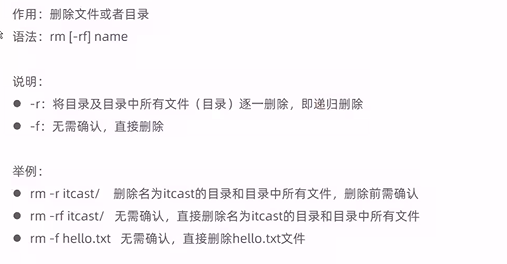 作用：删除文件或者目录
语法：rm [-rf] name
说明：
● -r：将目录及目录中所有文件（目录）逐一删除，即递归删除
● -f：无需确认，直接删除
举例：
● rm -r itcast/ 删除名为itcast的目录和目录中所有文件，删除前需确认
● rm -rf itcast/ 无需确认，直接删除名为itcast的目录和目录中所有文件
● rm -f hello.txt 无需确认，直接删除hello.txt文件